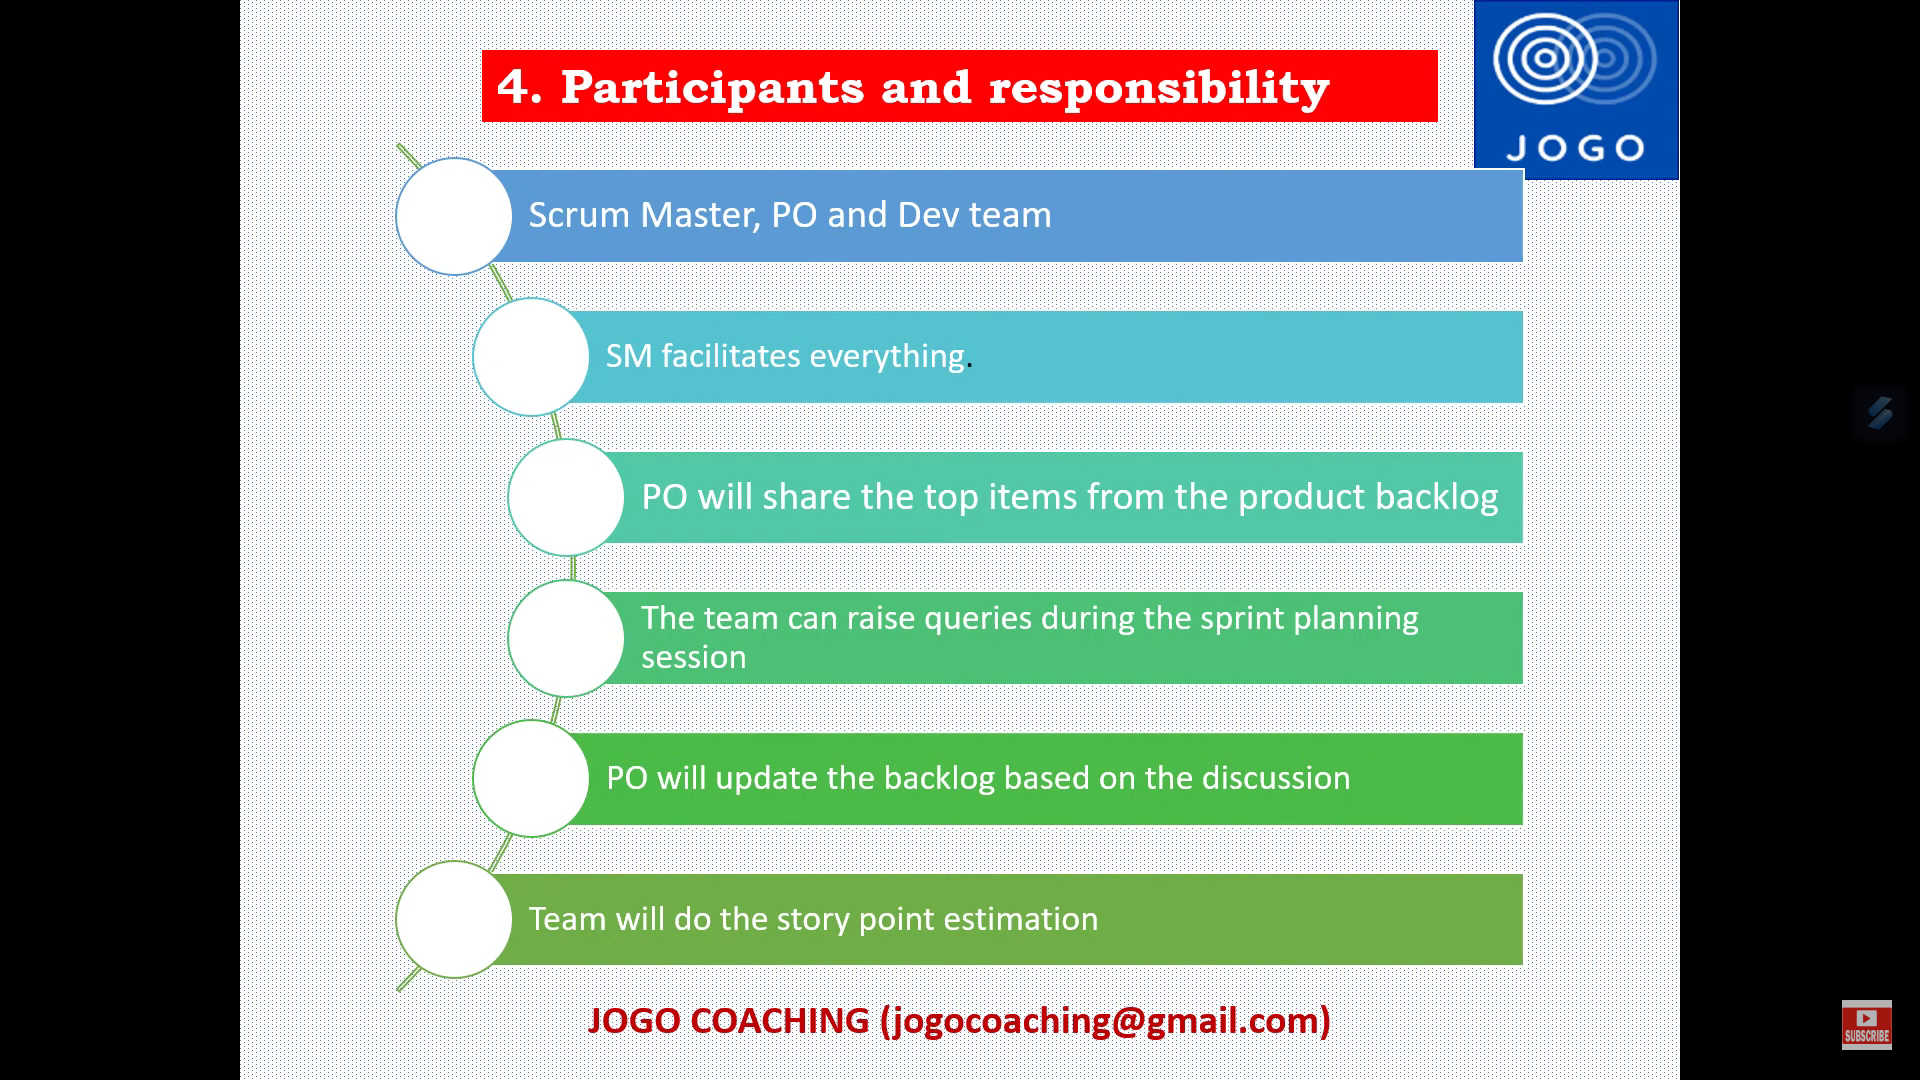 4. Participants and responsibility
JOGO
Scrum Master, PO and Dev team
SM facilitates everything.
PO will share the top items from the product backlog
The team can raise queries during the sprint planning
session
PO will update the backlog based on the discussion
Team will do the story point estimation
JOGO COACHING (jogocoaching@gmail.com)
SUBSCRIBE